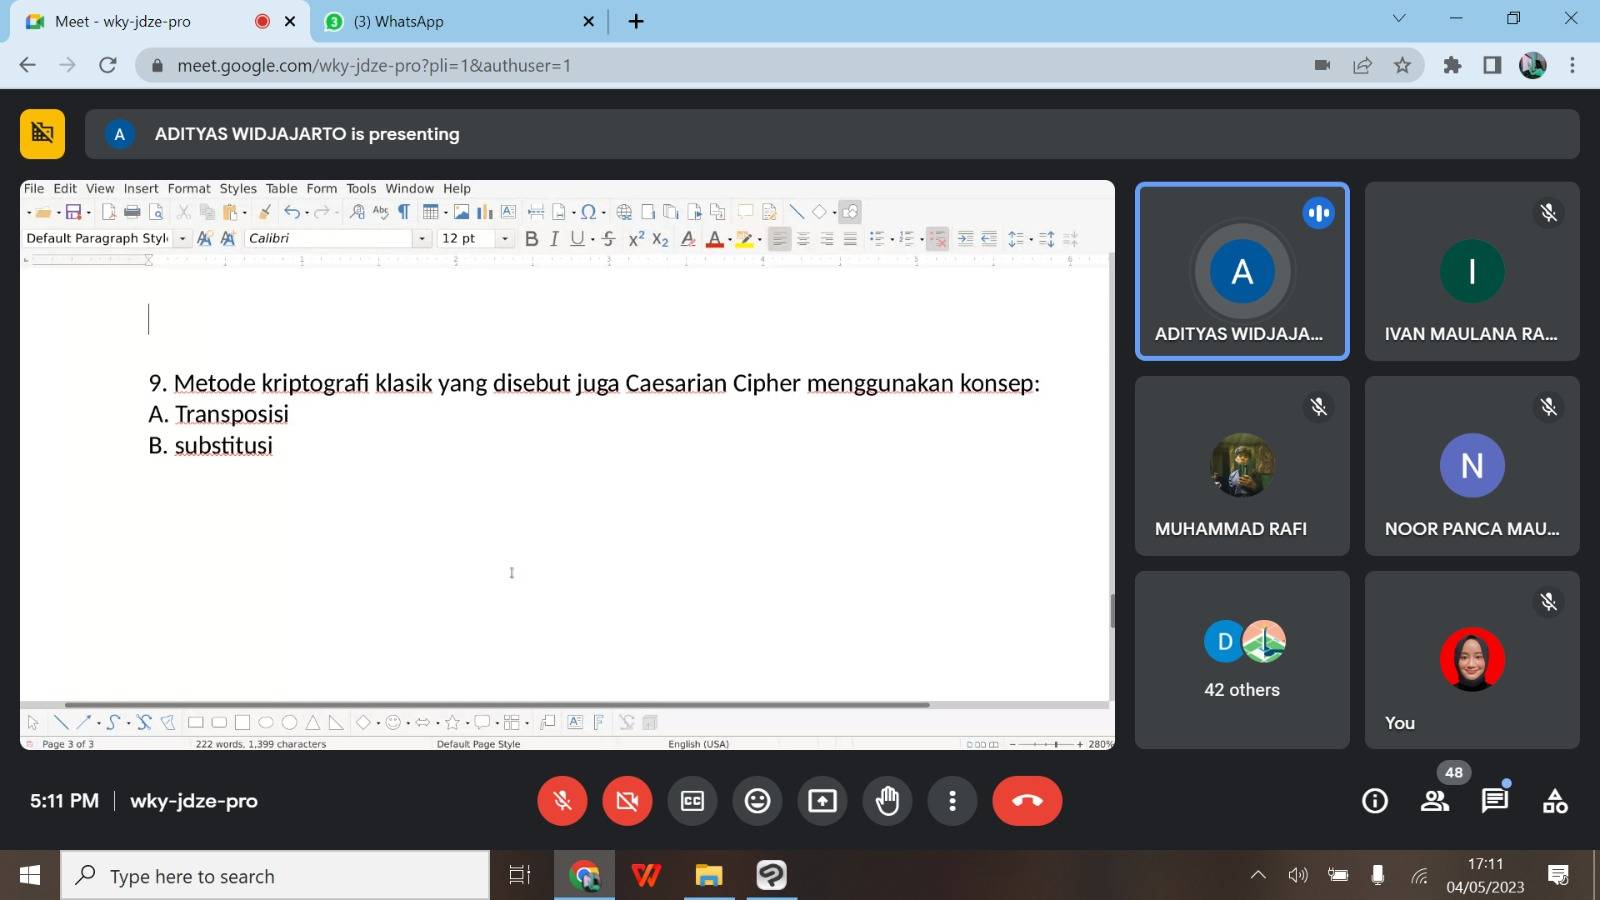 Meet - wky-jdze-pro
(3) WhatsApp
meet.google.com/wky-jdze-pro?pli=1&authuser=1
A
ADITYAS WIDJAJARTO is presenting
File Edit View Insert Format Styles Table Form Tools Window Help
Default Paragraph Styl
Calibri
12 pt
9. Metode kriptografi klasik yang disebut juga Caesarian Cipher menggunakan konsep:
A. Transposisi
B. substitusi
Page 3 of 3
222 words, 1,399 characters
Default Page Style
English (USA)
280%
A
ADITYAS WIDJAJA...
I
IVAN MAULANA RA...
MUHAMMAD RAFI
N
NOOR PANCA MAU...
D
42 others
You
5:11 PM
wky-jdze-pro
48
Type here to search
17:11
04/05/2023